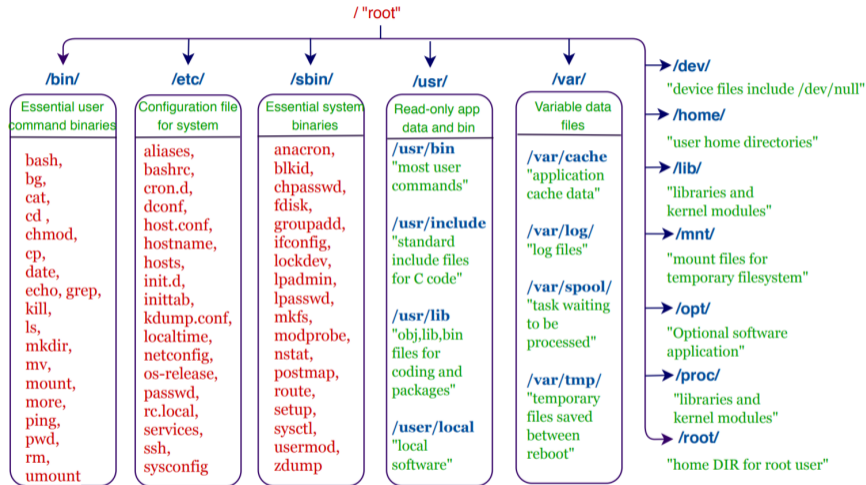 / "root"
/bin/
Essential user
command binaries
bash,
bg,
cat,
cd ,
chmod,
cp,
date,
echo, grep,
kill,
ls,
mkdir,
mv,
mount,
more,
ping,
pwd,
rm,
umount
/etc/
Configuration file
for system
aliases,
bashrc,
cron.d,
dconf,
host.conf,
hostname,
hosts,
init.d,
inittab,
kdump.conf,
localtime,
netconfig,
os-release,
passwd,
rc.local,
services,
ssh,
sysconfig
/sbin/
Essential system
binaries
anacron,
blkid,
chpasswd,
fdisk,
groupadd,
ifconfig,
lockdev,
lpadmin,
lpasswd,
mkfs,
modprobe,
nstat,
postmap,
route,
setup,
sysctl,
usermod,
zdump
/usr/
Read-only app
data and bin
/usr/bin
"most user
commands"
/usr/include
"standard
include files
for C code"
/usr/lib
"obj,lib,bin
files for
coding and
packages"
/user/local
"local
software"
/var/
Variable data
files
/var/cache
"application
cache data"
/var/log/
"log files"
/var/spool/
"task waiting
to be
processed"
/var/tmp/
"temporary
files saved
between
reboot"
/dev/
"device files include /dev/null"
/home/
"user home directories"
/lib/
"libraries and
kernel modules"
/mnt/
"mount files for
temporary filesystem"
/opt/
"Optional software
application"
/proc/
"libraries and
kernel modules"
/root/
"home DIR for root user"